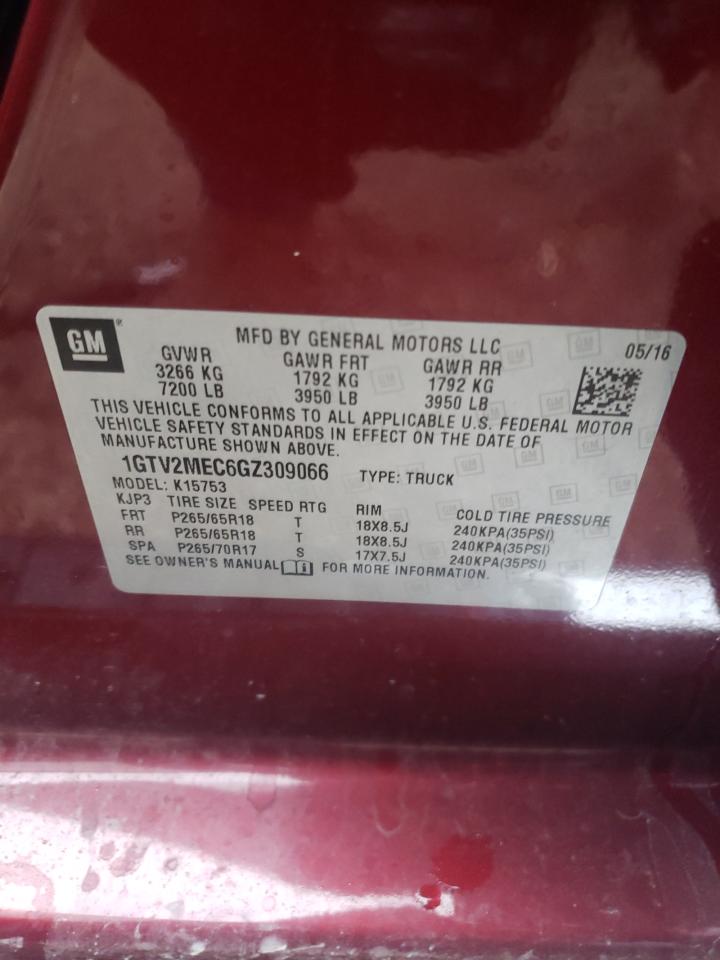 GM ®
MFD BY GENERAL MOTORS LLC
05/16
GVWR GAWR FRT GAWR RR
3266 KG 1792 KG 1792 KG
7200 LB 3950 LB 3950 LB
THIS VEHICLE CONFORMS TO ALL APPLICABLE U.S. FEDERAL MOTOR
VEHICLE SAFETY STANDARDS IN EFFECT ON THE DATE OF
MANUFACTURE SHOWN ABOVE.
1GTV2MEC6GZ309066 TYPE: TRUCK
MODEL: K15753
KJP3 TIRE SIZE SPEED RTG RIM COLD TIRE PRESSURE
FRT P265/65R18 T 18X8.5J 240KPA(35PSI)
RR P265/65R18 T 18X8.5J 240KPA(35PSI)
SPA P265/70R17 S 17X7.5J 240KPA(35PSI)
SEE OWNER'S MANUAL FOR MORE INFORMATION.